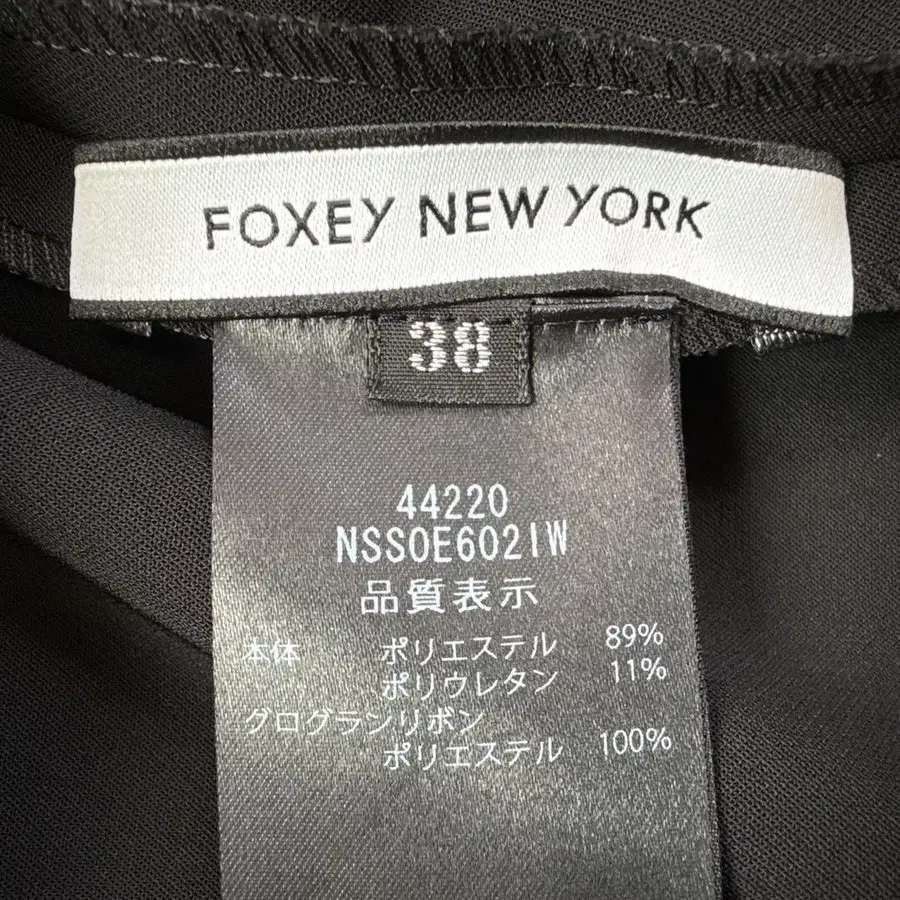 FOXEY NEW YORK
38
44220
NSSOE602IW
品質表示
本体 ポリエステル 89%
ポリウレタン 11%
グログランリボン
ポリエステル 100%